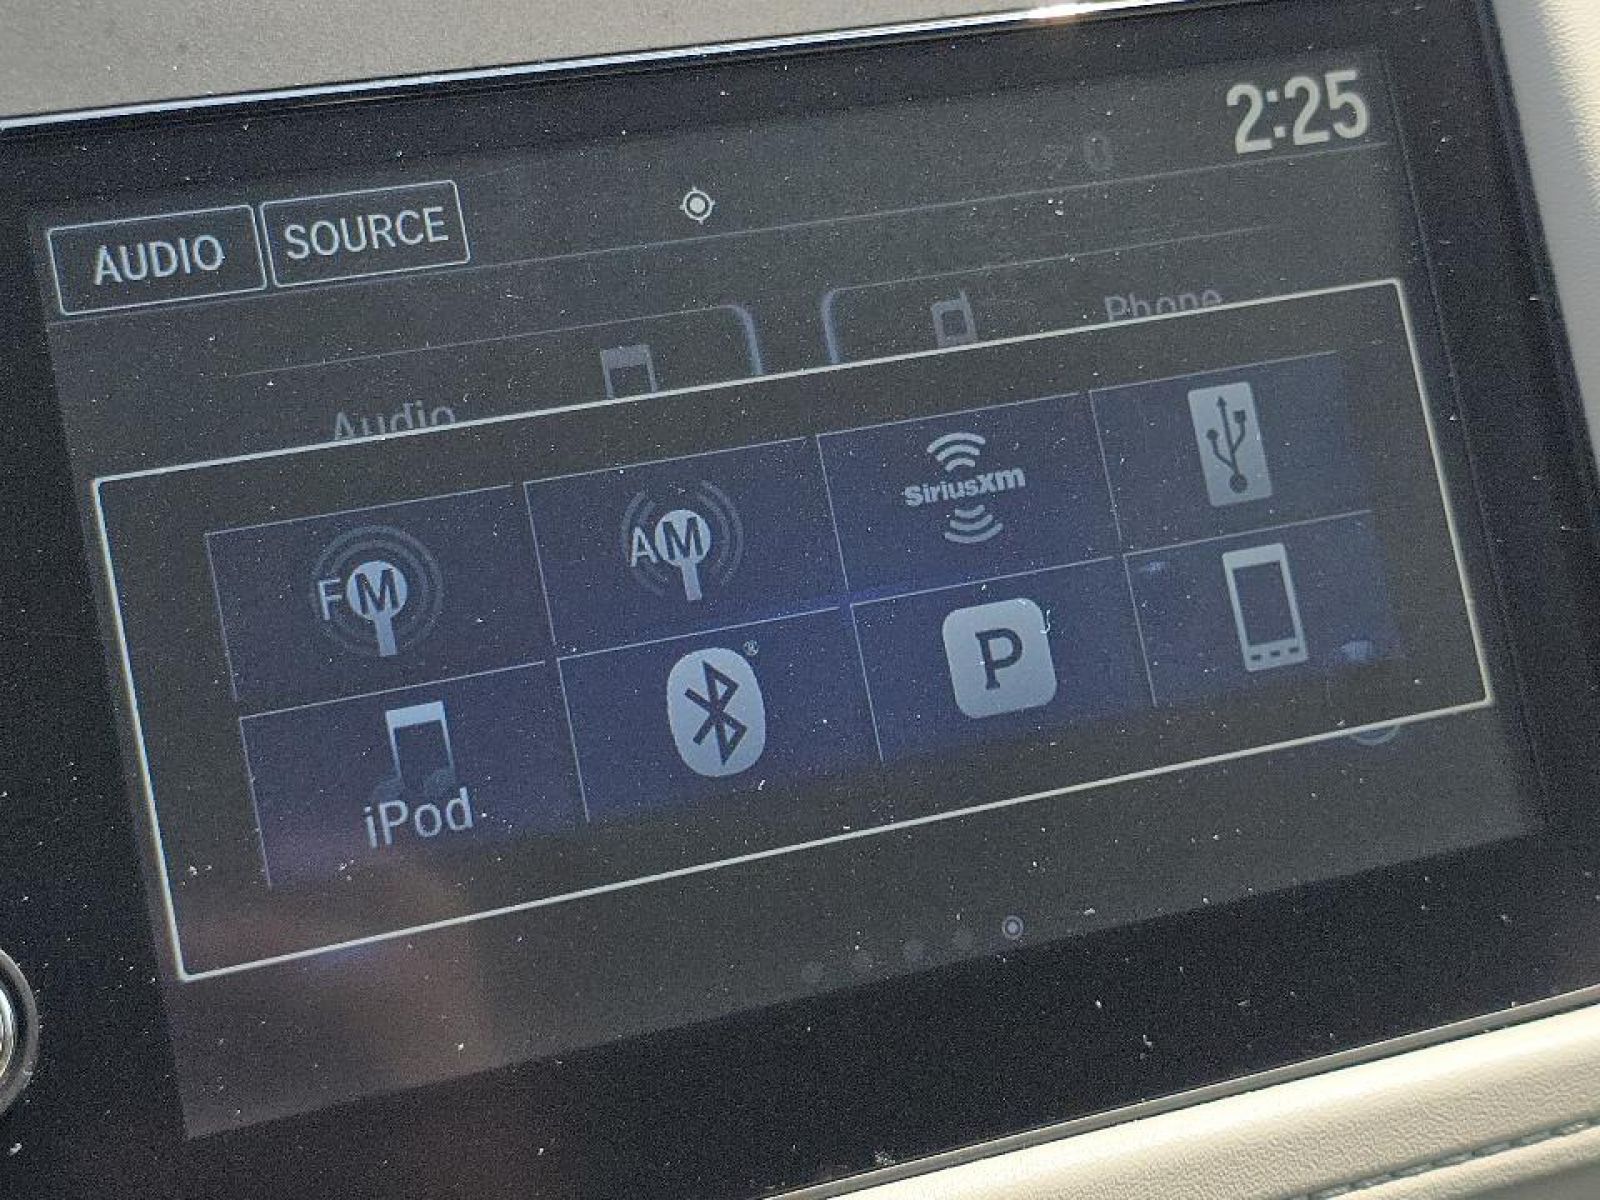 2:25
AUDIO SOURCE
Audio Phone
FM AM siriusxm
iPod ® P